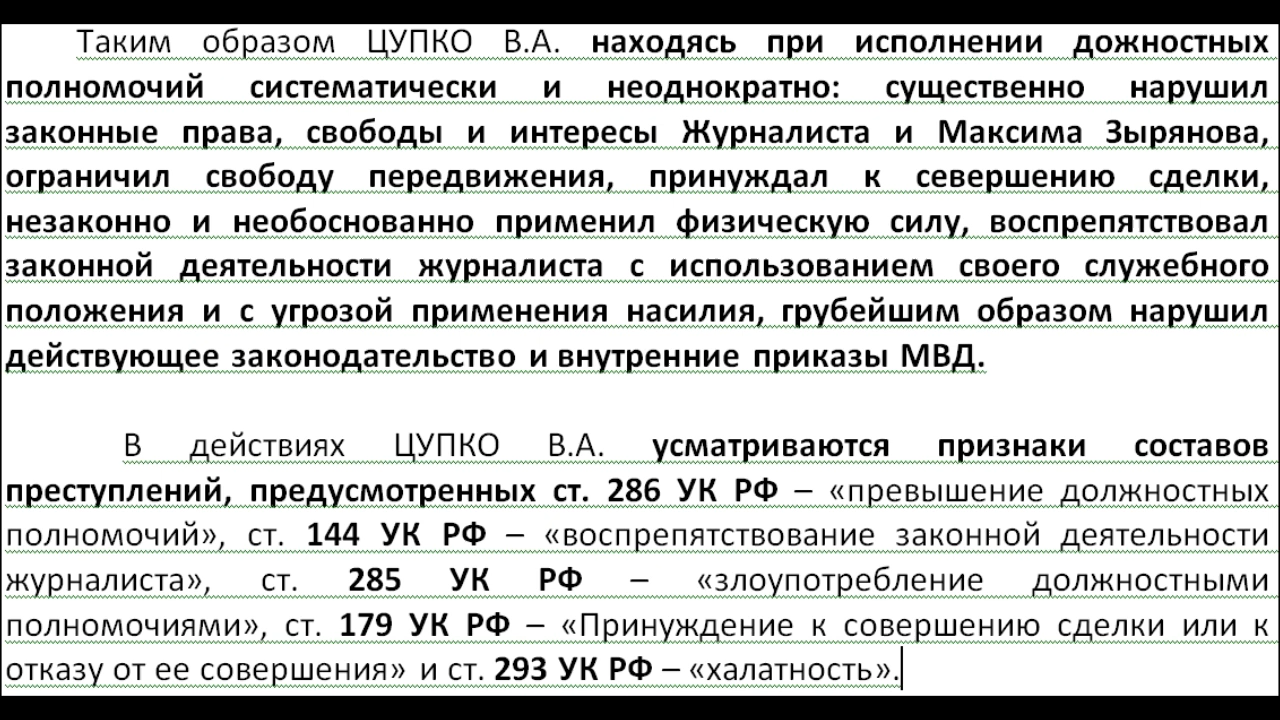 Таким образом ЦУПКО В.А. находясь при исполнении дожностных
полномочий систематически и неоднократно: существенно нарушил
законные права, свободы и интересы Журналиста и Максима Зырянова,
ограничил свободу передвижения, принуждал к севершению сделки,
незаконно и необоснованно применил физическую силу, воспрепятствовал
законной деятельности журналиста с использованием своего служебного
положения и с угрозой применения насилия, грубейшим образом нарушил
действующее законодательство и внутренние приказы МВД.
В действиях ЦУПКО В.А. усматриваются признаки составов
преступлений, предусмотренных ст. 286 УК РФ – «превышение должностных
полномочий», ст. 144 УК РФ – «воспрепятствование законной деятельности
журналиста», ст. 285 УК РФ – «злоупотребление должностными
полномочиями», ст. 179 УК РФ – «Принуждение к совершению сделки или к
отказу от ее совершения» и ст. 293 УК РФ – «халатность».